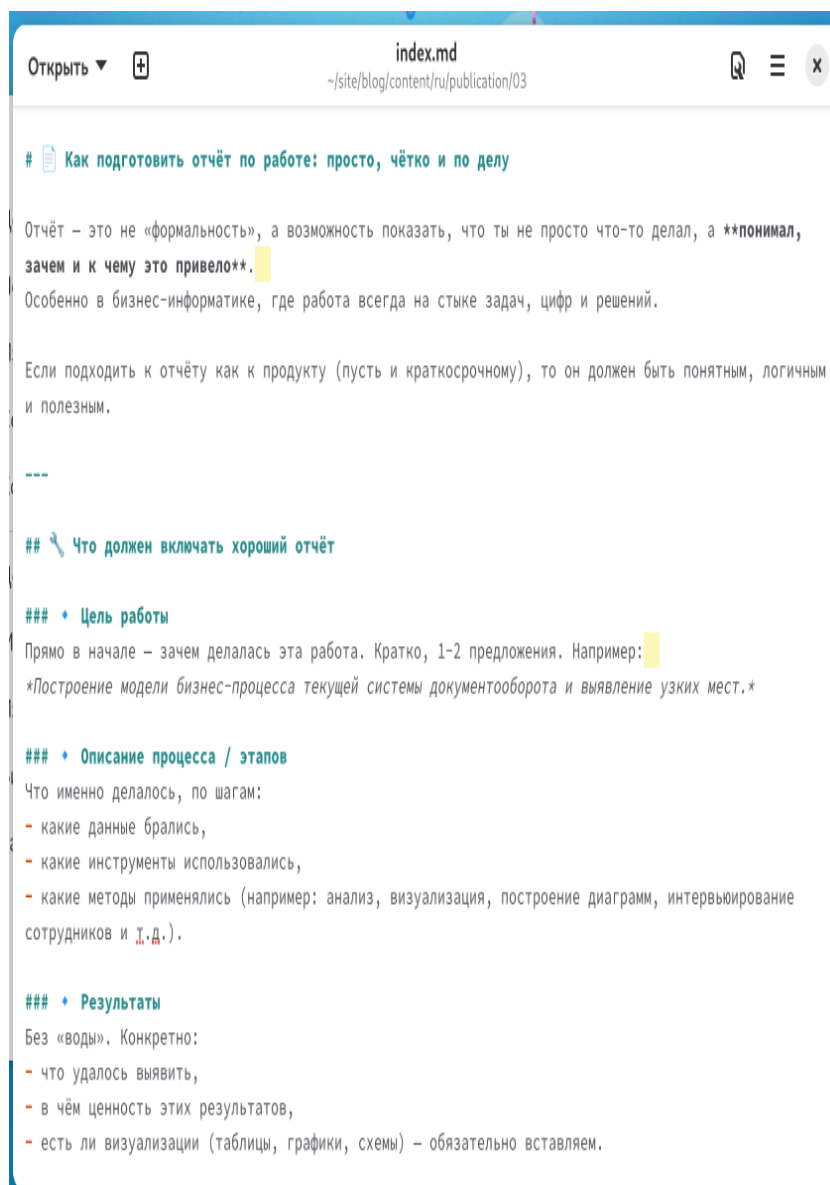 Открыть
index.md
~/site/blog/content/ru/publication/03
x
# 📄 Как подготовить отчёт по работе: просто, чётко и по делу
Отчёт — это не «формальность», а возможность показать, что ты не просто что-то делал, а **понимал,
зачем и к чему это привело**.
Особенно в бизнес-информатике, где работа всегда на стыке задач, цифр и решений.
Если подходить к отчёту как к продукту (пусть и краткосрочному), то он должен быть понятным, логичным
и полезным.
---
## 🔧 Что должен включать хороший отчёт
### 🔹 Цель работы
Прямо в начале — зачем делалась эта работа. Кратко, 1-2 предложения. Например:
*Построение модели бизнес-процесса текущей системы документооборота и выявление узких мест.*
### 🔹 Описание процесса / этапов
Что именно делалось, по шагам:
- какие данные брались,
- какие инструменты использовались,
- какие методы применялись (например: анализ, визуализация, построение диаграмм, интервьюирование
сотрудников и т.д.).
### 🔹 Результаты
Без «воды». Конкретно:
- что удалось выявить,
- в чём ценность этих результатов,
- есть ли визуализации (таблицы, графики, схемы) — обязательно вставляем.